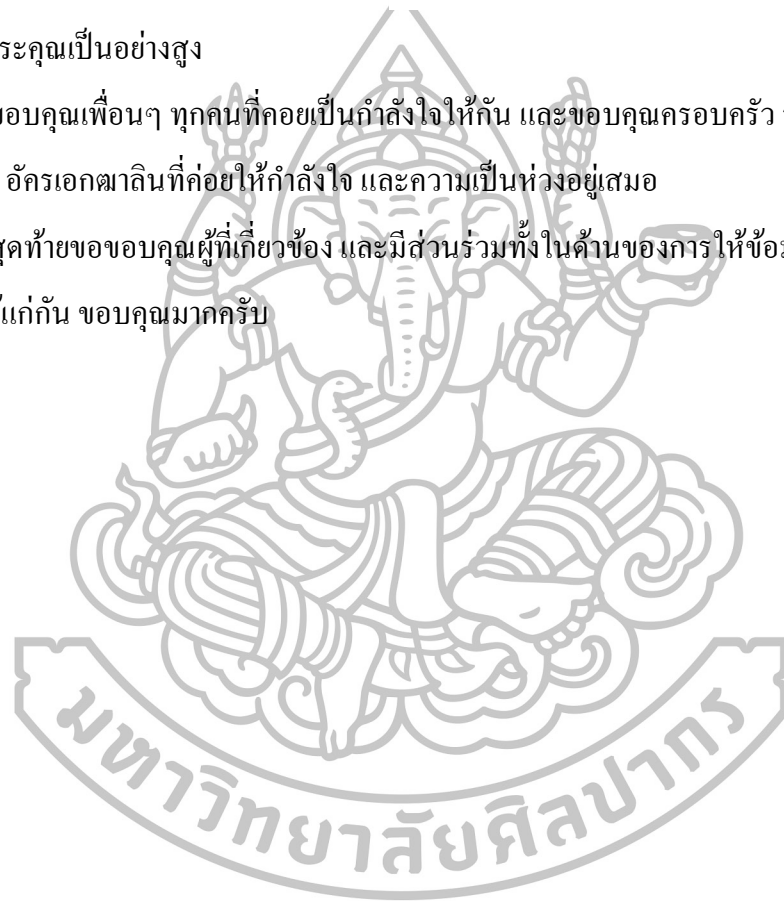 ระคุณเป็นอย่างสูง
ขอบคุณเพื่อนๆ ทุกคนที่คอยเป็นกำลังใจให้กัน และขอบคุณครอบครัว
อัครเอกฒาลินที่ค่อยให้กำลังใจ และความเป็นห่วงอยู่เสมอ
สุดท้ายขอขอบคุณผู้ที่เกี่ยวข้อง และมีส่วนร่วมทั้งในด้านของการให้ข้อม
แก่กัน ขอบคุณมากครับ
มหาวิทยาลัยศิลปากร